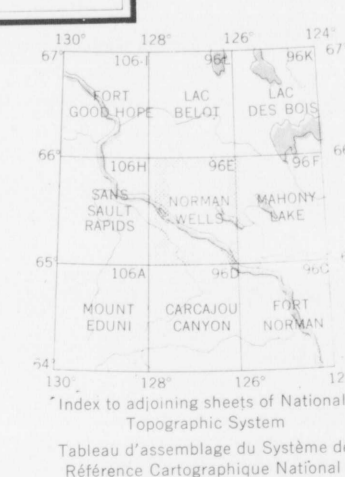 130° 128° 126° 124°
67° 106-I 96L 96K 67
FORT GOOD HOPE LAC BELOT LAC DES BOIS
66° 106H 96E 96F 66
SANS SAULT RAPIDS NORMAN WELLS MAHONY LAKE
65° 106A 96D 96C 65
MOUNT EDUNI CARCAJOU CANYON FORT NORMAN
64°
130° 128° 126°
Index to adjoining sheets of National
Topographic System
Tableau d'assemblage du Système de
Référence Cartographique National